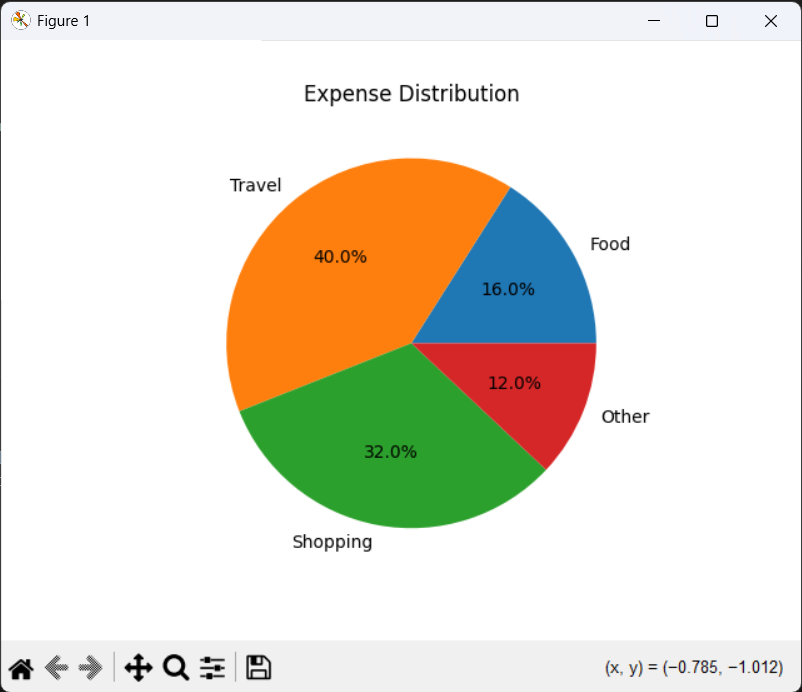 Figure 1
Expense Distribution
Travel
40.0%
Food
16.0%
12.0%
Other
32.0%
Shopping
(x, y) = (−0.785, −1.012)